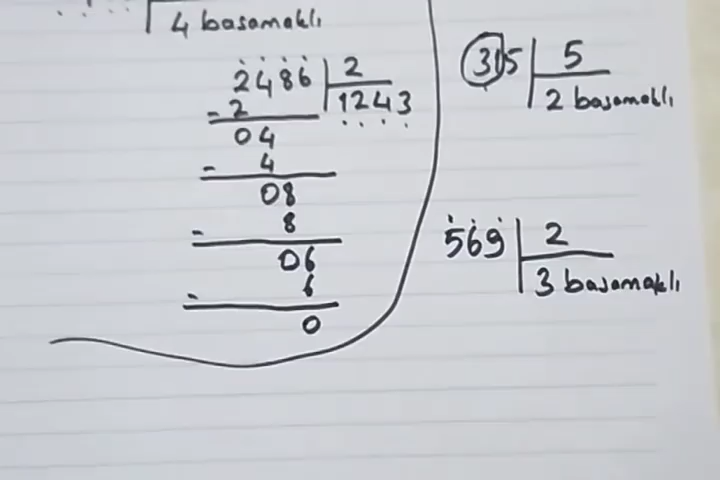 4 basamaklı
2486 | 2
- 2
1243
04
- 4
08
- 8
06
- 6
0
315 | 5
2 basamaklı
569 | 2
3 basamaklı